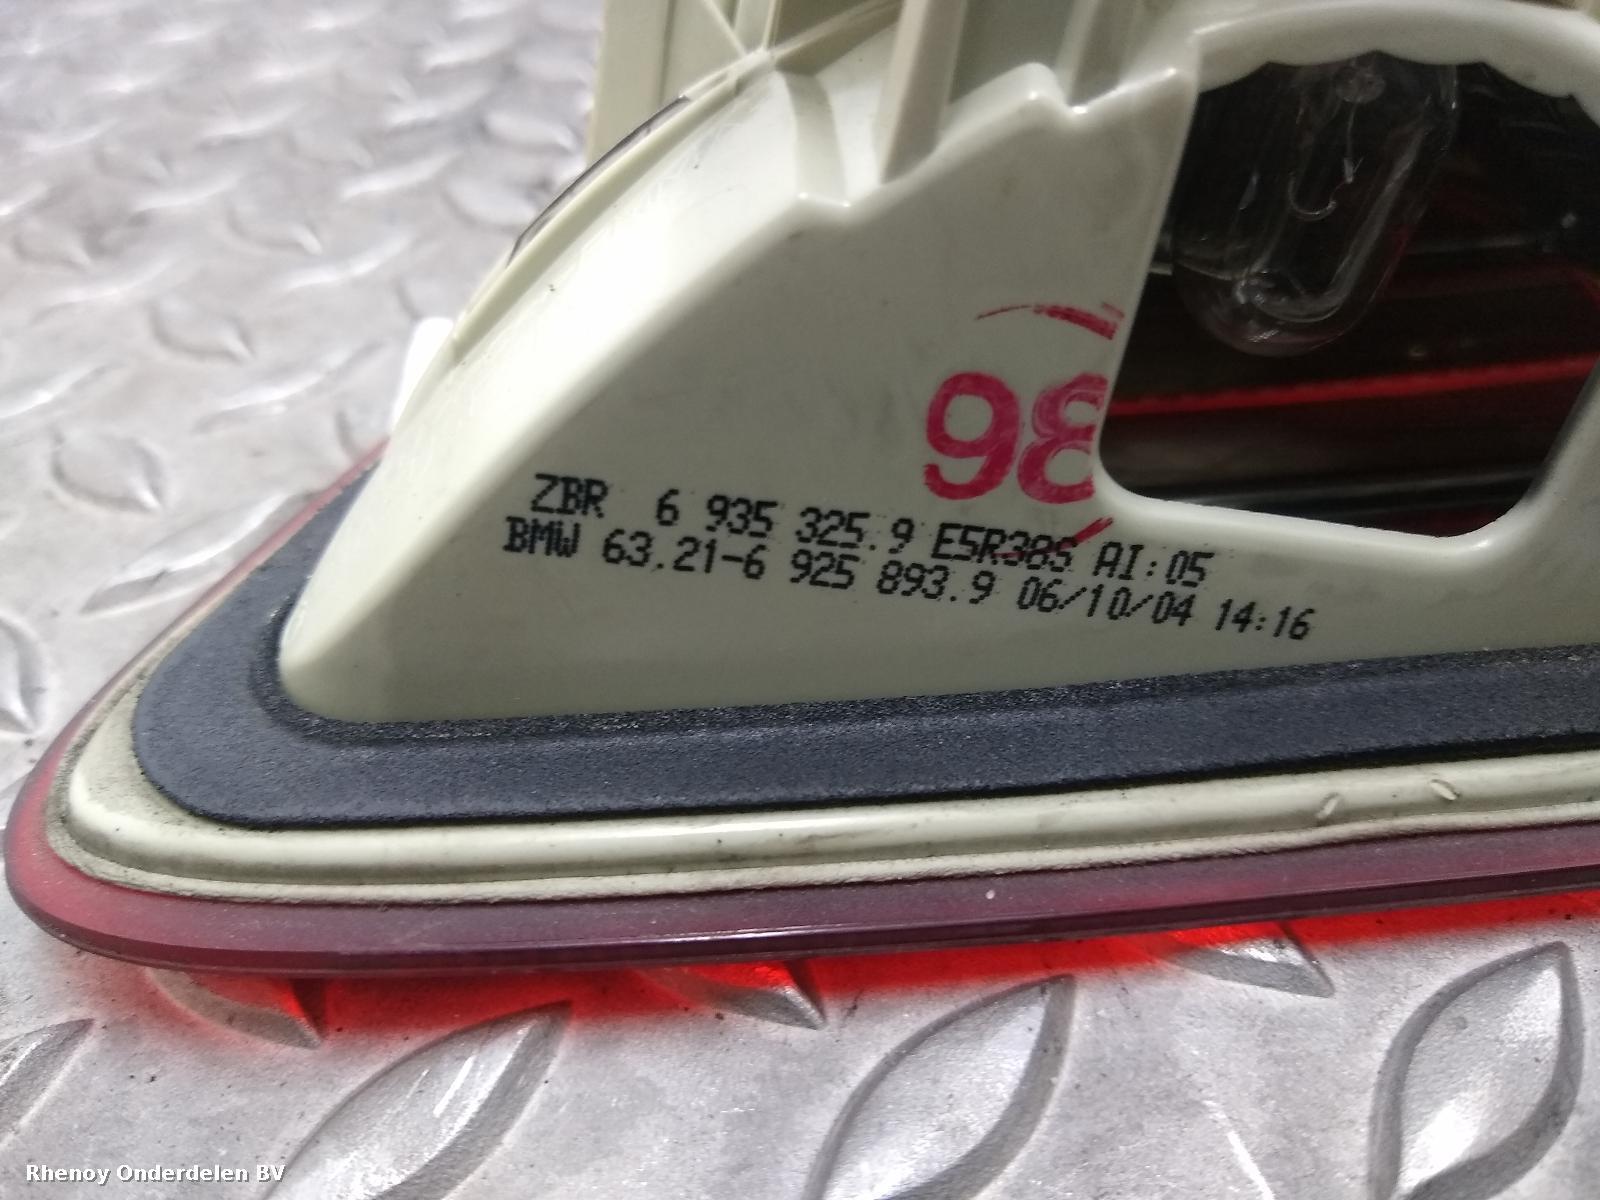 98
ZBR 6 935 325.9 E5R38S AI:05
BMW 63.21-6 925 893.9 06/10/04 14:16
Rhenoy Onderdelen BV